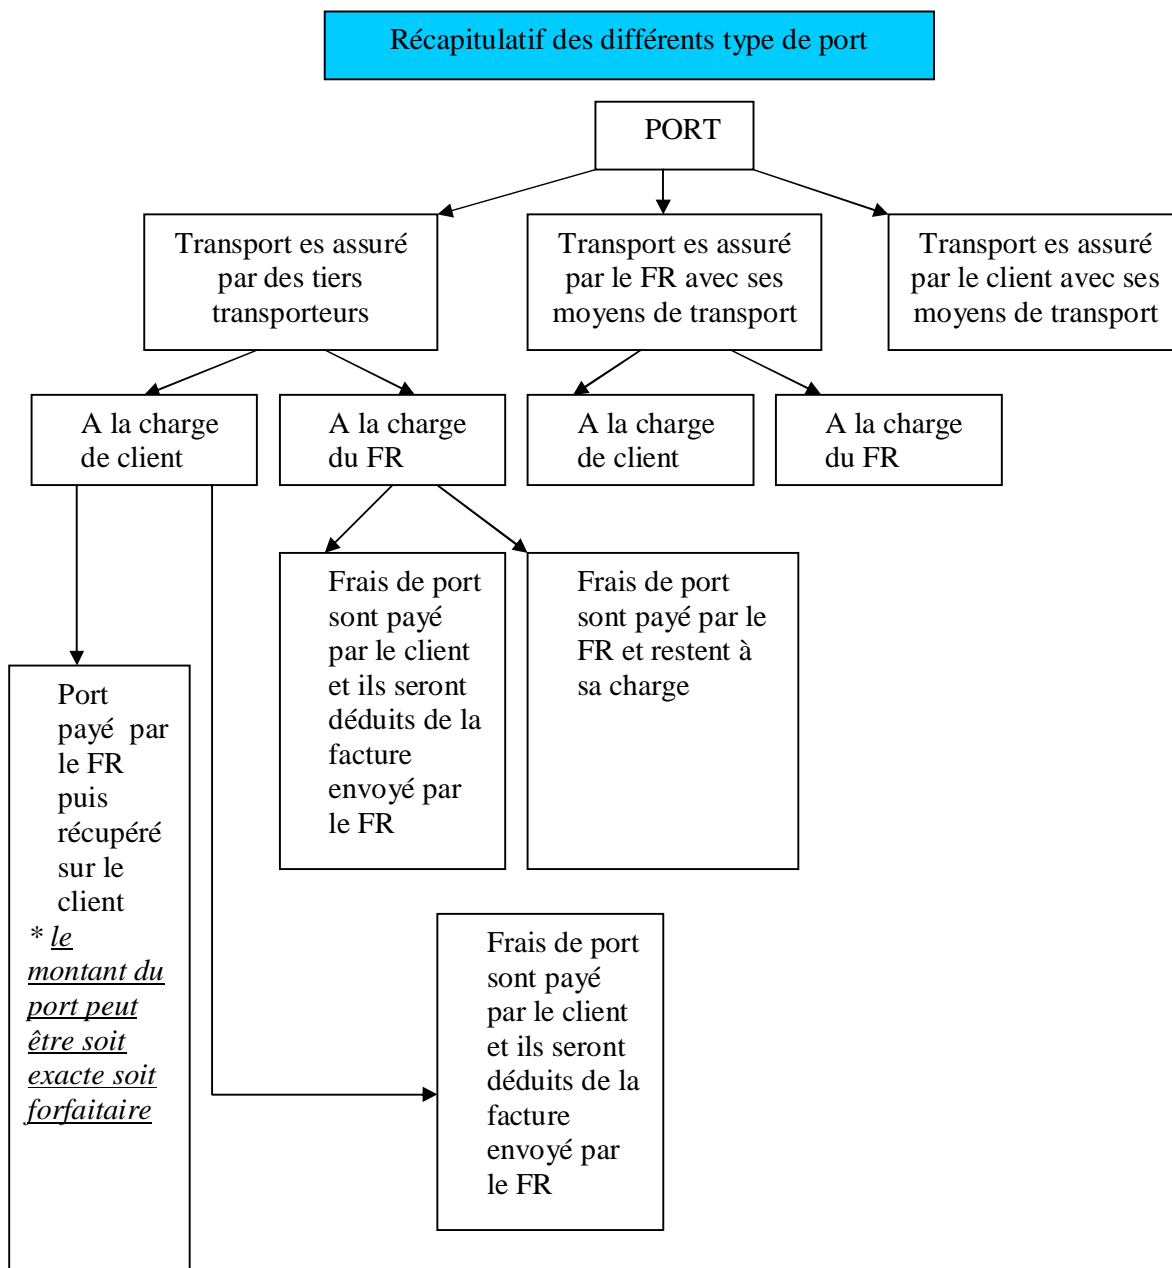 Récapitulatif des différents type de port
PORT
Transport es assuré
par des tiers
transporteurs
Transport es assuré
par le FR avec ses
moyens de transport
Transport es assuré
par le client avec ses
moyens de transport
A la charge
de client
A la charge
du FR
A la charge
de client
A la charge
du FR
Frais de port
sont payé
par le client
et ils seront
déduits de la
facture
envoyé par
le FR
Frais de port
sont payé par le
FR et restent à
sa charge
Port
payé par
le FR
puis
récupéré
sur le
client
* le
montant du
port peut
être soit
exacte soit
forfaitaire
Frais de port
sont payé
par le client
et ils seront
déduits de la
facture
envoyé par
le FR